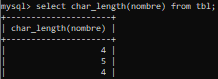 mysql> select char_length(nombre) from tbl;
+---------------------+
| char_length(nombre) |
+---------------------+
|                   4 |
|                   5 |
|                   4 |